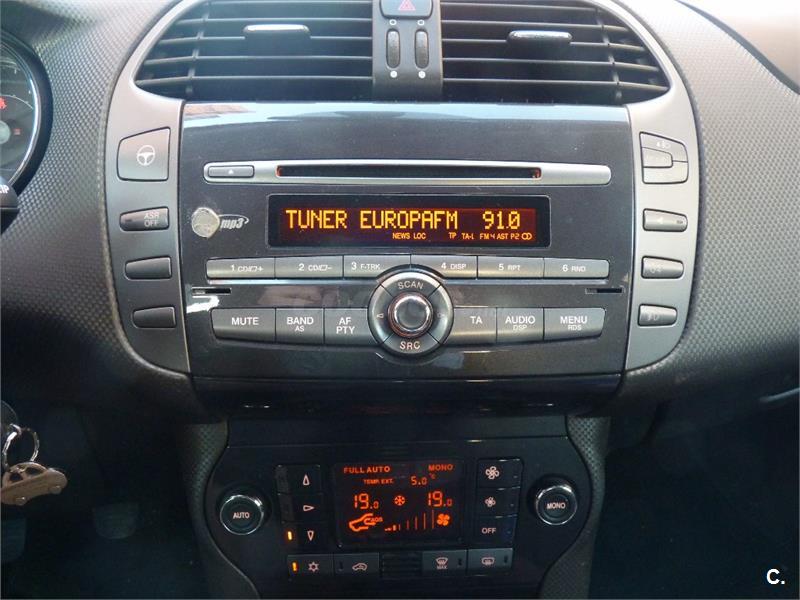 ASR OFF
mp3
TUNER EUROPAFM 91.0
NEWS LOC TP TA-L FM4 AST P2
1 CD/+ 2 CD/- 3 F-TRK 4 DISP 5 RPT 6 RND
SCAN
MUTE BAND AS AF PTY TA AUDIO DSP MENU RDS
SRC
FULL AUTO MONO
TEMP. EXT. 5.0 °C
19.0 19.0
AQS
AUTO
MONO
OFF
MAX
C.